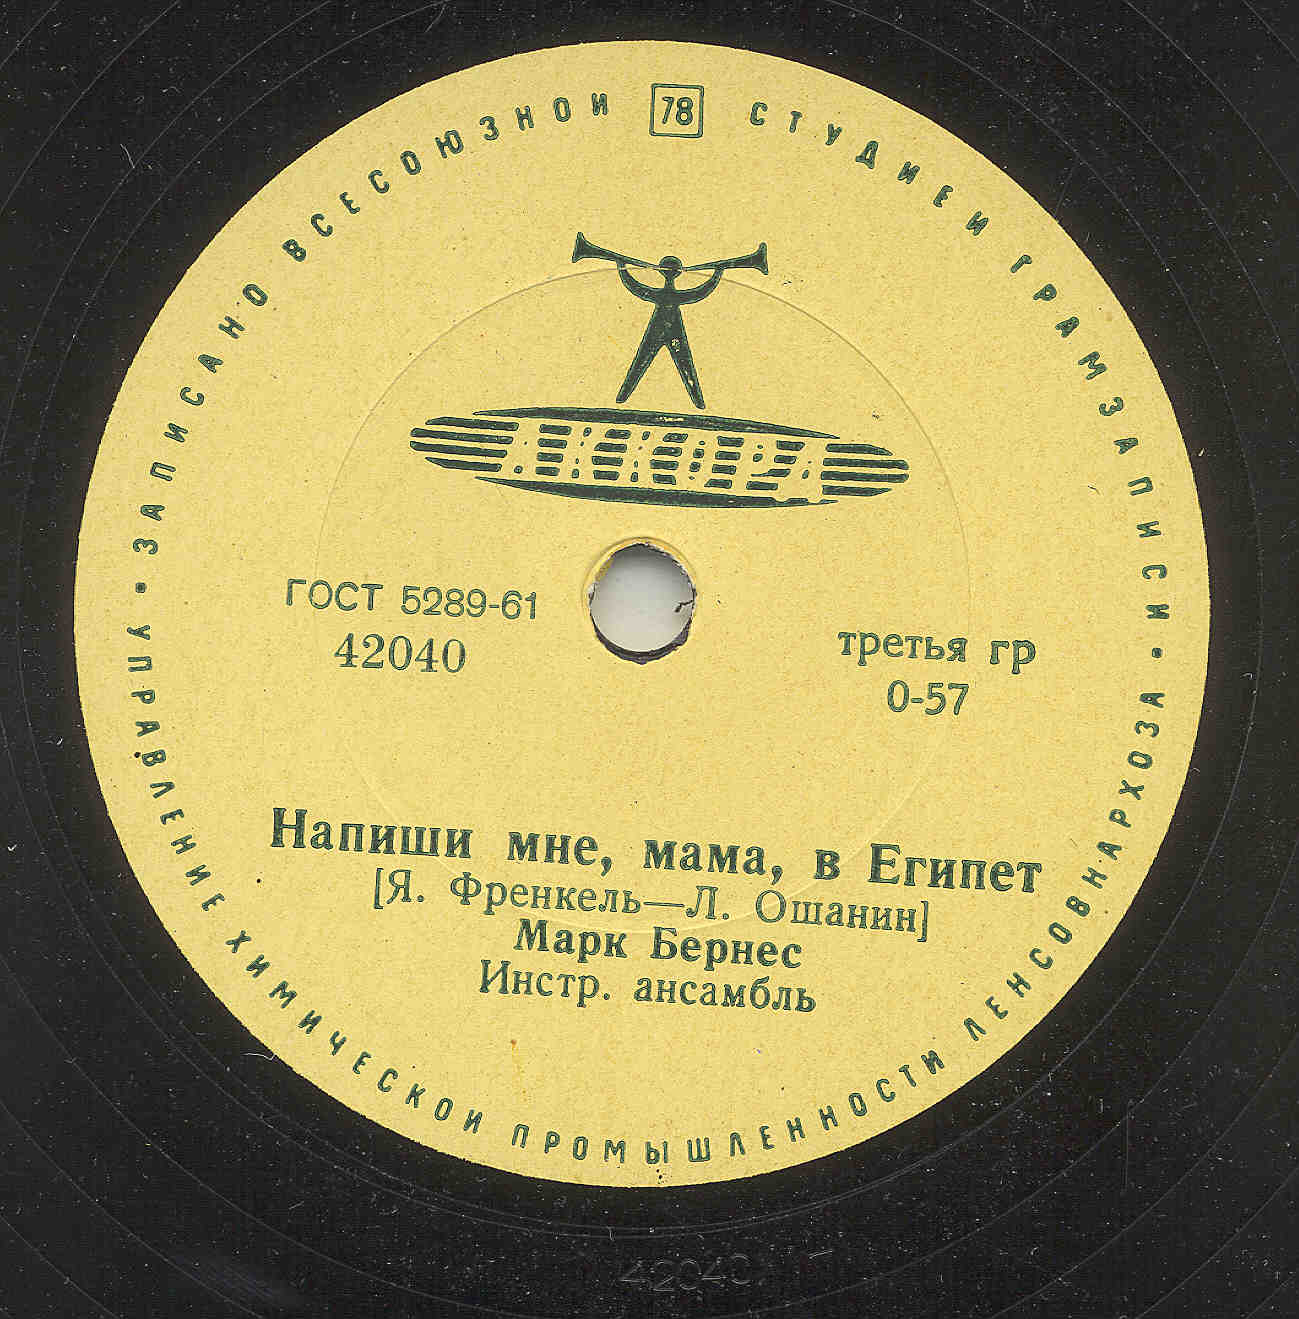 ЗАПИСАНО ВСЕСОЮЗНОЙ 78 СТУДИЕЙ ГРАМЗАПИСИ
АККОРД
ГОСТ 5289-61
42040
третья гр
0-57
Напиши мне, мама, в Египет
[Я. Френкель—Л. Ошанин]
Марк Бернес
Инстр. ансамбль
УПРАВЛЕНИЕ ХИМИЧЕСКОЙ ПРОМЫШЛЕННОСТИ ЛЕНСОВНАРХОЗА
42040